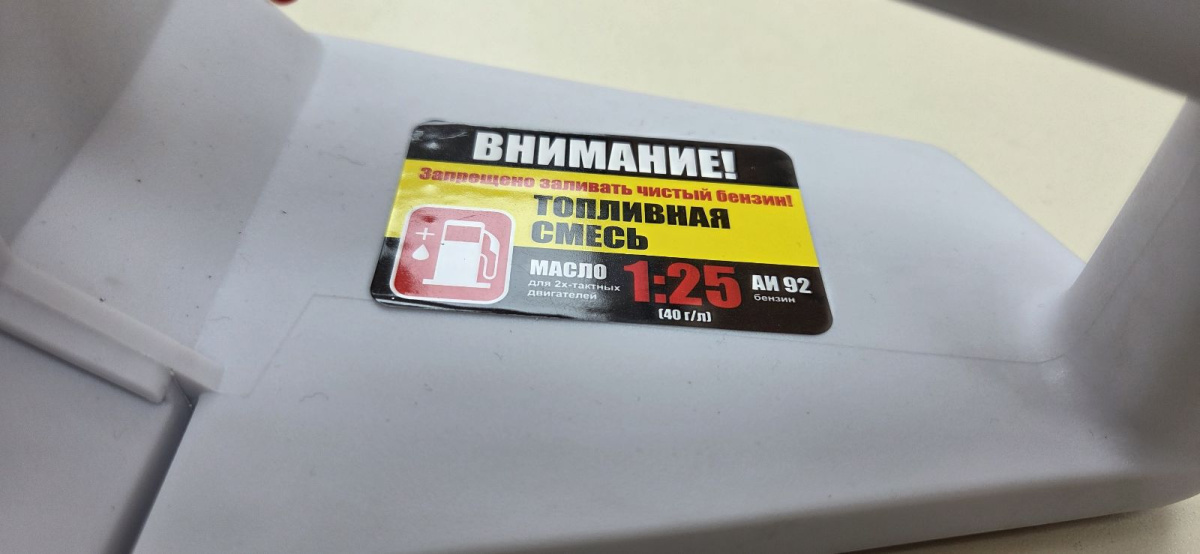 ВНИМАНИЕ!
Запрещено заливать чистый бензин!
ТОПЛИВНАЯ
СМЕСЬ
МАСЛО
для 2х-тактных
двигателей
1:25
(40 г/л)
АИ 92
бензин